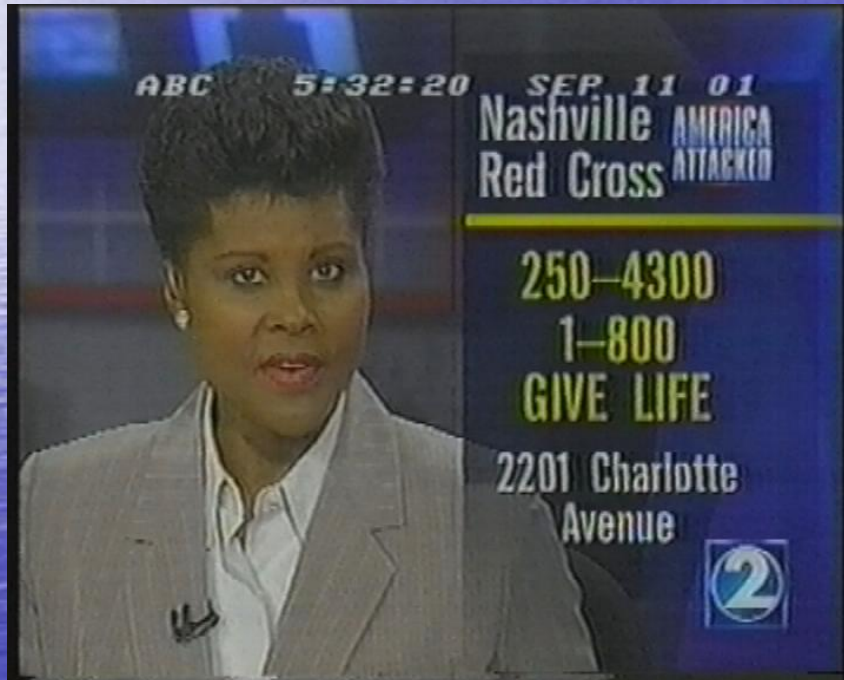 ABC 5:32:20 SEP 11 01
Nashville
Red Cross
AMERICA
ATTACKED
250-4300
1-800
GIVE LIFE
2201 Charlotte
Avenue
2